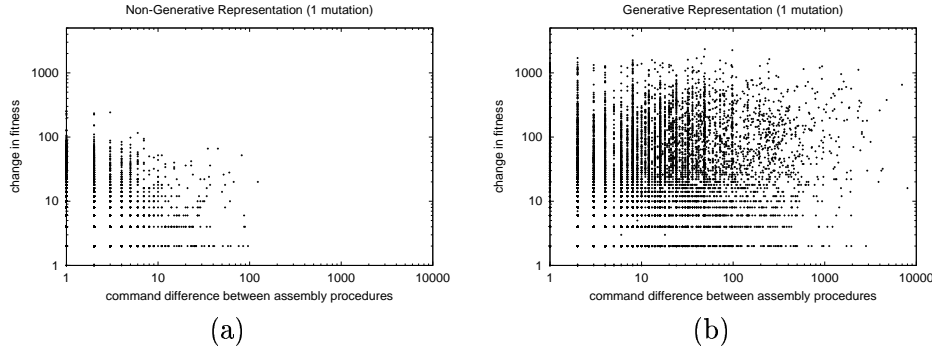 Non-Generative Representation (1 mutation)
change in fitness
1000
100
10
1
1 10 100 1000 10000
command difference between assembly procedures
(a)
Generative Representation (1 mutation)
change in fitness
1000
100
10
1
1 10 100 1000 10000
command difference between assembly procedures
(b)